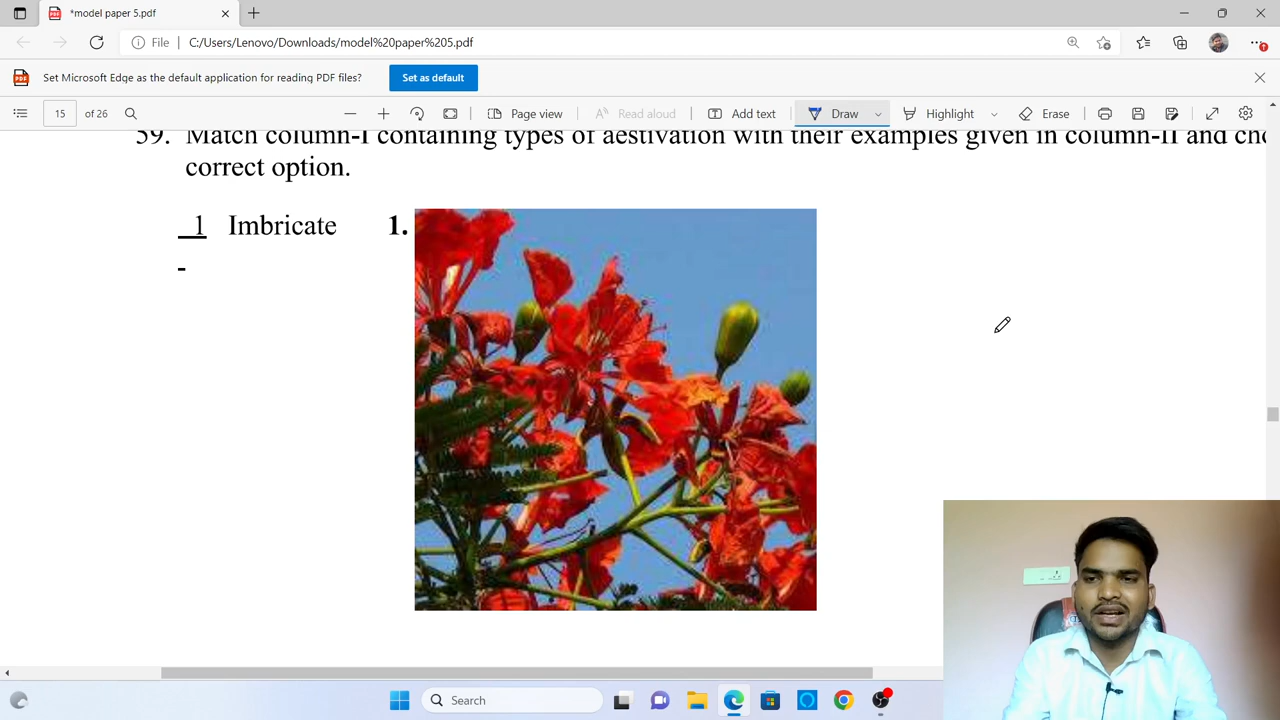 *model paper 5.pdf
File C:/Users/Lenovo/Downloads/model%20paper%205.pdf
Set Microsoft Edge as the default application for reading PDF files? Set as default
15 of 26 Page view Read aloud Add text Draw Highlight Erase
59. Match column-I containing types of aestivation with their examples given in column-II and cho
correct option.
1 Imbricate 1.
Search